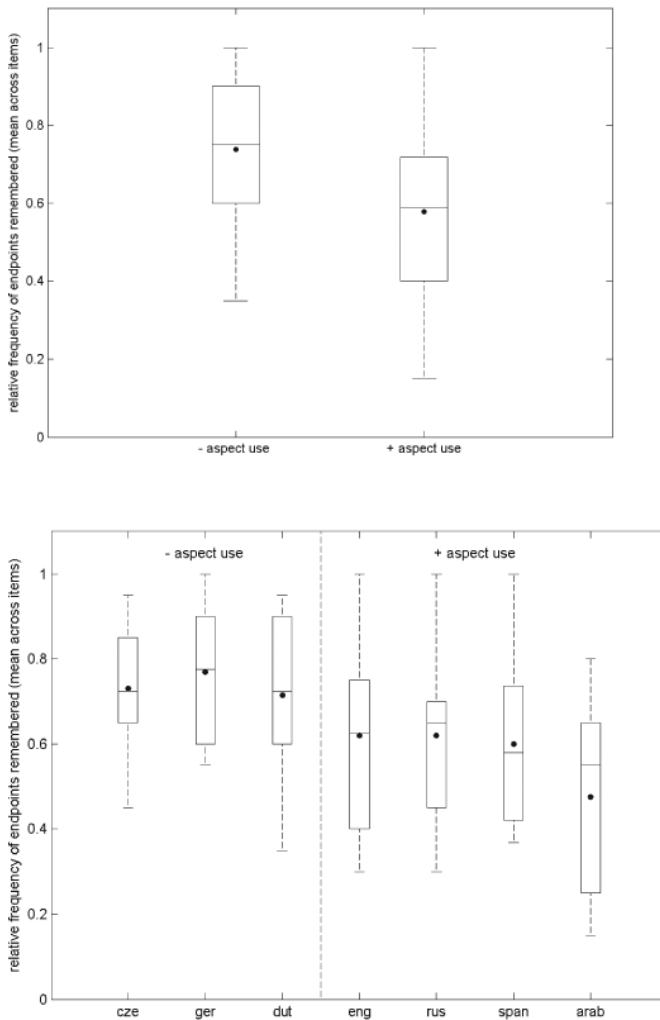 relative frequency of endpoints remembered (mean across items)
1
0.8
0.6
0.4
0.2
0
- aspect use + aspect use
relative frequency of endpoints remembered (mean across items)
- aspect use + aspect use
1
0.8
0.6
0.4
0.2
0
cze ger dut eng rus span arab